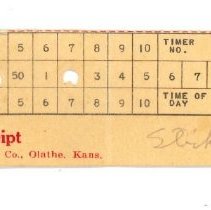 5 6 7 8 9 10 TIMER NO.
50 1 3 4 5 6 7
5 6 7 8 9 10 TIME OF DAY
ipt
Co., Olathe, Kans.